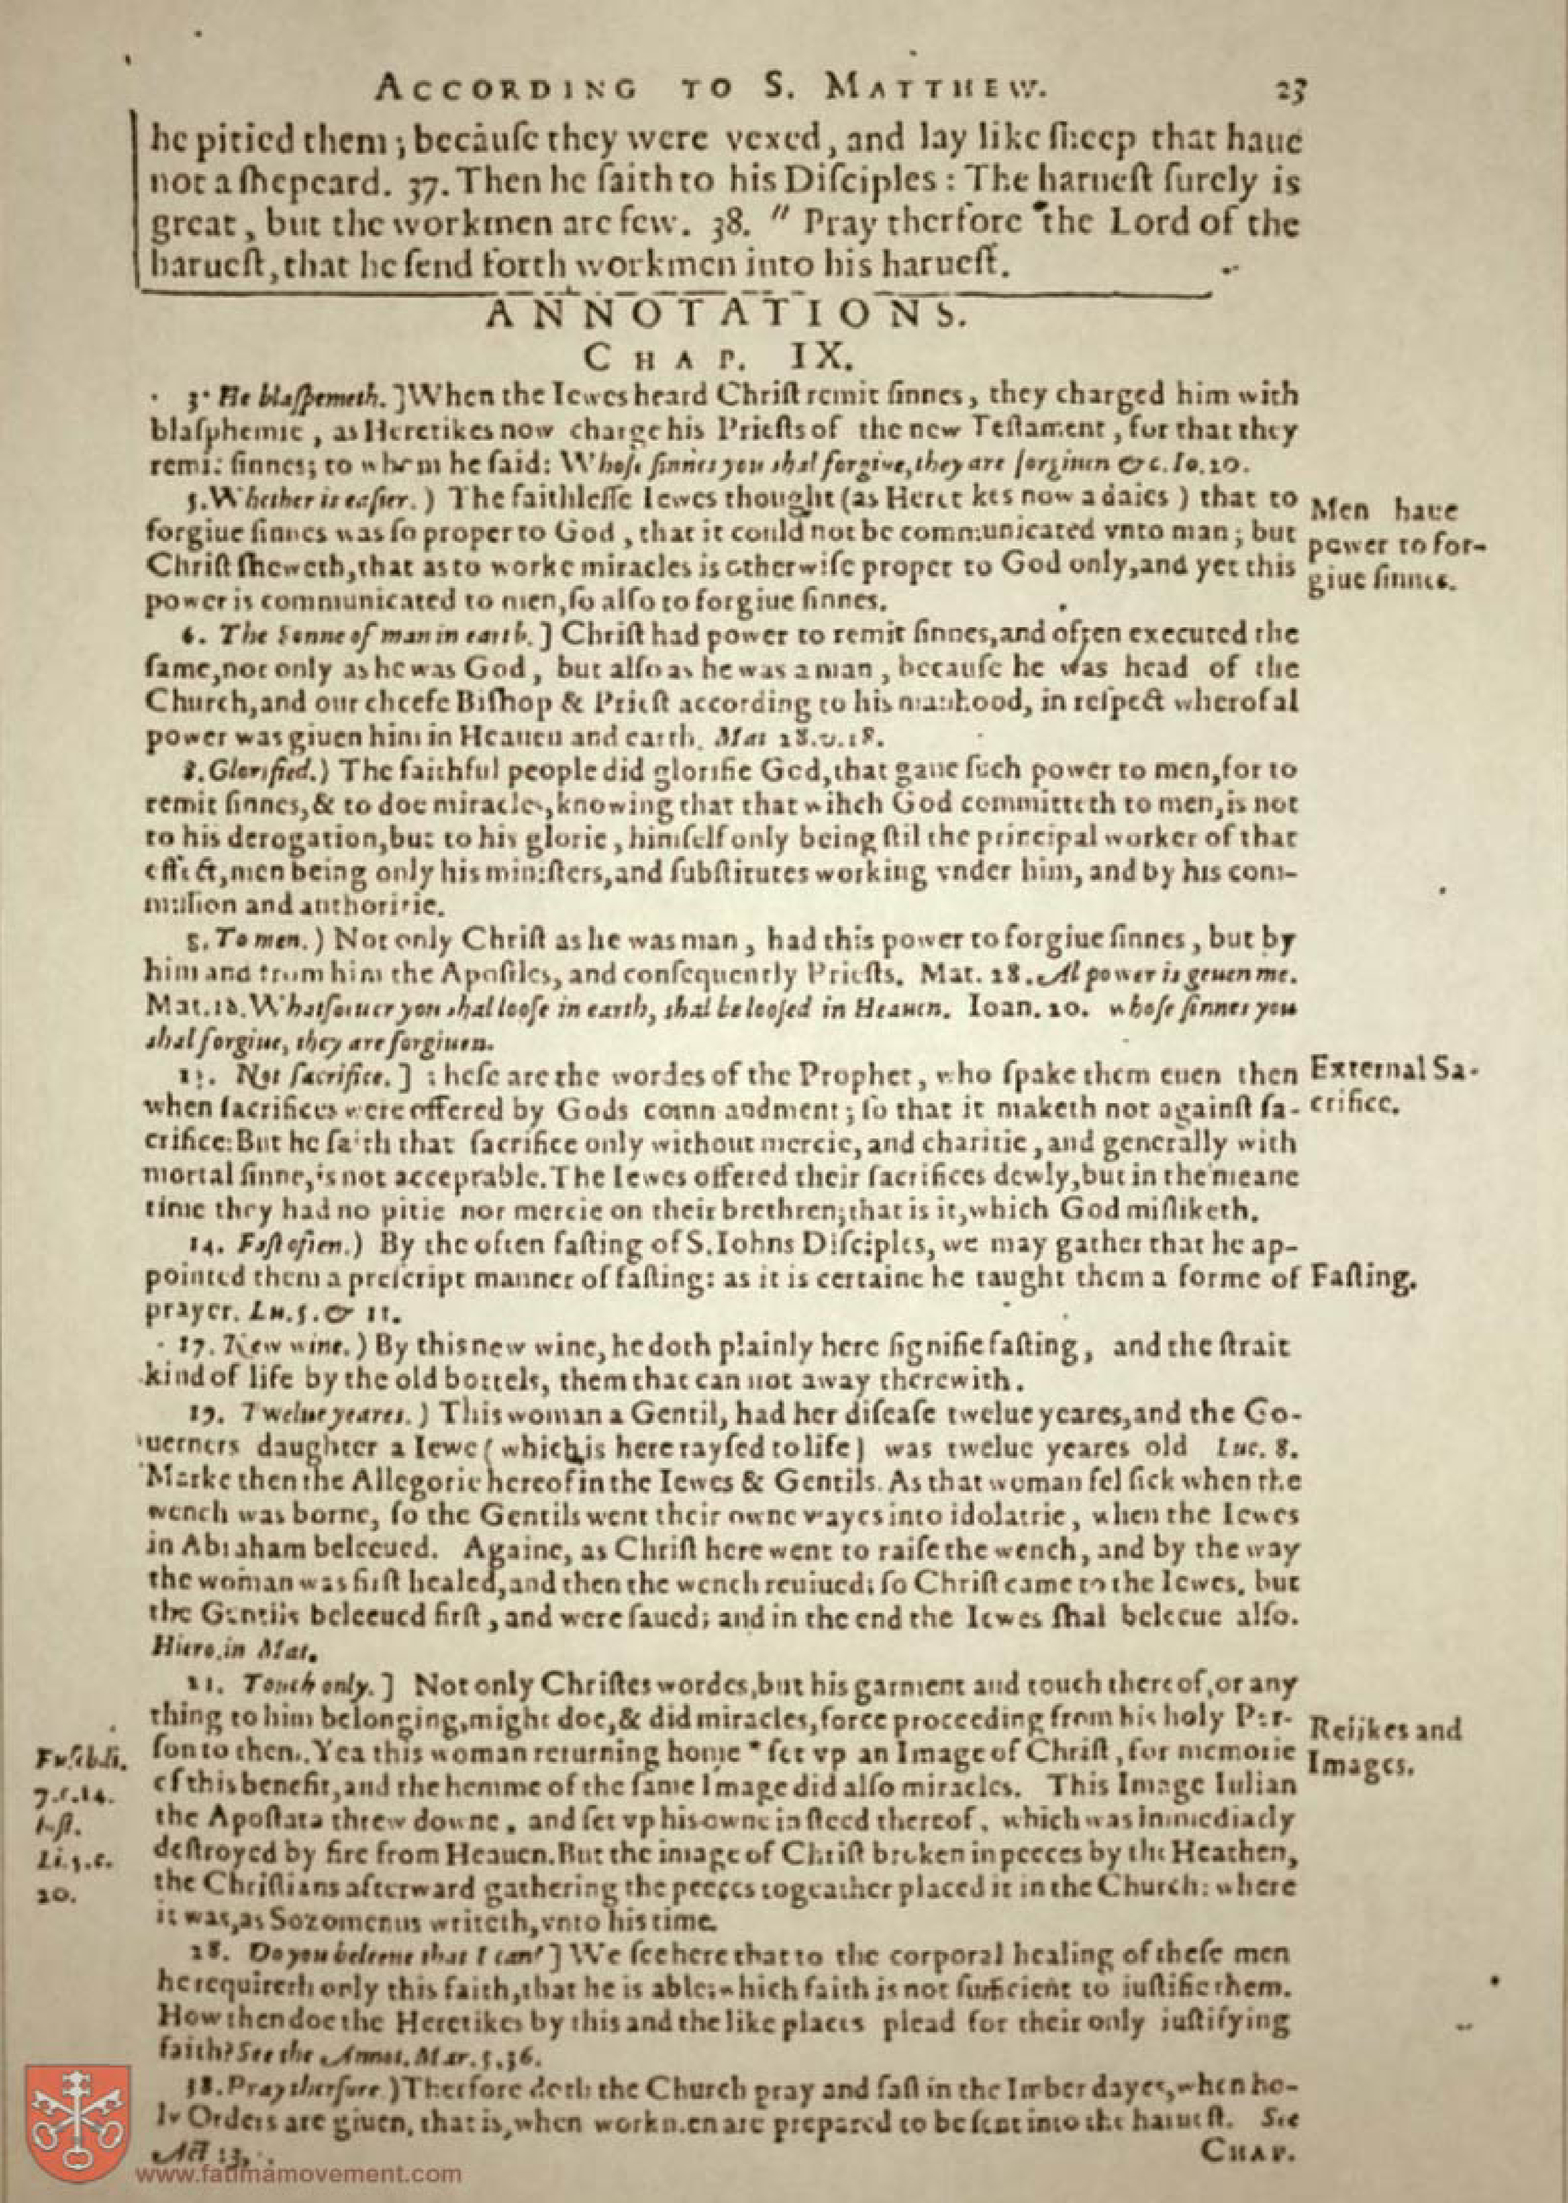 ACCORDING TO S. MATTHEW. 23
he pitied them; becauſe they were vexed, and lay like ſheep that haue
not a ſhepeard. 37. Then he ſaith to his Diſciples: The harueſt ſurely is
great, but the workmen are few. 38. " Pray therfore the Lord of the
harueſt, that he ſend forth workmen into his harueſt.
ANNOTATIONS.
CHAP. IX.
3. He blaſpemeth.] When the Iewes heard Chriſt remit ſinnes, they charged him with
blaſphemie, as Heretikes now charge his Prieſts of the new Teſtament, for that they
remit ſinnes; to whom he ſaid: Whoſe ſinnes you shal forgiue, they are forgiuen &c. Io. 20.
5. Whether is eaſier.) The faithleſſe Iewes thought (as Heretikes now adaies) that to
forgiue ſinnes was ſo proper to God, that it could not be communicated vnto man; but
Chriſt ſheweth, that as to worke miracles is otherwiſe proper to God only, and yet this
power is communicated to men, ſo alſo to forgiue ſinnes.
Men haue
power to for-
giue ſinnes.
6. The Sonne of man in earth.] Chriſt had power to remit ſinnes, and often executed the
ſame, not only as he was God, but alſo as he was a man, becauſe he was head of the
Church, and our cheefe Biſhop & Prieſt according to his manhood, in reſpect wherof al
power was giuen him in Heauen and earth. Mat 28. v. 18.
8. Glorified.) The faithful people did glorifie God, that gaue ſuch power to men, for to
remit ſinnes, & to doe miracles, knowing that that wihch God committeth to men, is not
to his derogation, but to his glorie, himſelf only being ſtil the principal worker of that
effect, men being only his miniſters, and ſubſtitutes working vnder him, and by his com-
miſſion and authoritie.
8. To men.) Not only Chriſt as he was man, had this power to forgiue ſinnes, but by
him and from him the Apoſtles, and conſequently Prieſts. Mat. 28. Al power is geuen me.
Mat. 18. Whatſoeuer you shal looſe in earth, shal be looſed in Heauen. Ioan. 20. whoſe ſinnes you
shal forgiue, they are forgiuen.
13. Not ſacrifice.] Theſe are the wordes of the Prophet, who ſpake them euen then
when ſacrifices were offered by Gods comnandment; ſo that it maketh not againſt ſa-
crifice: But he ſaith that ſacrifice only without mercie, and charitie, and generally with
mortal ſinne, is not acceptable. The Iewes offered their ſacrifices dewly, but in the meane
time they had no pitie nor mercie on their brethren; that is it, which God miſliketh.
External Sa-
crifice.
14. Faſt often.) By the often faſting of S. Iohns Diſciples, we may gather that he ap-
pointed them a preſcript manner of faſting: as it is certaine he taught them a forme of
prayer. Lu. 5. & 11.
Faſting.
17. New wine.) By this new wine, he doth plainly here ſignifie faſting, and the ſtrait
kind of life by the old bottels, them that can not away therewith.
19. Twelue yeares.) This woman a Gentil, had her diſeaſe twelue yeares, and the Go-
uerners daughter a Iewe (which is here rayſed to life) was twelue yeares old Luc. 8.
Marke then the Allegorie hereof in the Iewes & Gentils. As that woman fel ſick when the
wench was borne, ſo the Gentils went their owne wayes into idolatrie, when the Iewes
in Abraham beleeued. Againe, as Chriſt here went to raiſe the wench, and by the way
the woman was firſt healed, and then the wench reuiued; ſo Chriſt came to the Iewes, but
the Gentils beleeued firſt, and were ſaued; and in the end the Iewes ſhal beleeue alſo.
Hiero. in Mat.
21. Touch only.] Not only Chriſtes wordes, but his garment and touch thereof, or any
thing to him belonging, might doe, & did miracles, force proceeding from his holy Per-
ſon to them. Yea this woman returning home * ſet vp an Image of Chriſt, for memorie
of this benefit, and the hemme of the ſame Image did alſo miracles. This Image Iulian
the Apoſtata threw downe, and ſet vp his owne in ſteed thereof, which was immediatly
deſtroyed by fire from Heauen. But the image of Chriſt broken in peeces by the Heathen,
the Chriſtians afterward gathering the peeces togeather placed it in the Church: where
it was, as Sozomenus writeth, vnto his time.
Relikes and
Images.
Euſeb. li.
7. c. 14.
hiſt.
Li. 5. c.
20.
28. Do you beleeue that I can?] We ſee here that to the corporal healing of theſe men
he requireth only this faith, that he is able; which faith is not ſufficient to iuſtifie them.
How then doe the Heretikes by this and the like places plead for their only iuſtifying
faith? See the Annot. Mar. 5. 36.
38. Pray therfore.) Therfore doth the Church pray and faſt in the Imber dayes, when ho-
ly Orders are giuen, that is, when workmen are prepared to be ſent into the harueſt. See
Act 13.
CHAP.
www.fatimamovement.com